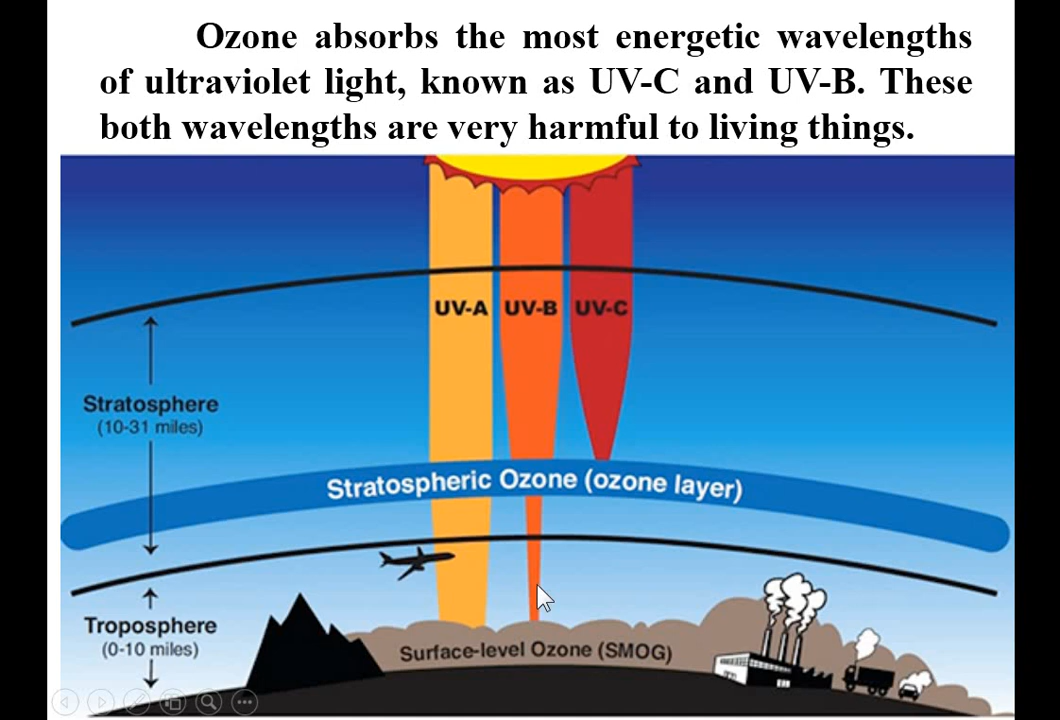 Ozone absorbs the most energetic wavelengths
of ultraviolet light, known as UV-C and UV-B. These
both wavelengths are very harmful to living things.
UV-A UV-B UV-C
Stratosphere
(10-31 miles)
Stratospheric Ozone (ozone layer)
Troposphere
(0-10 miles)
Surface-level Ozone (SMOG)